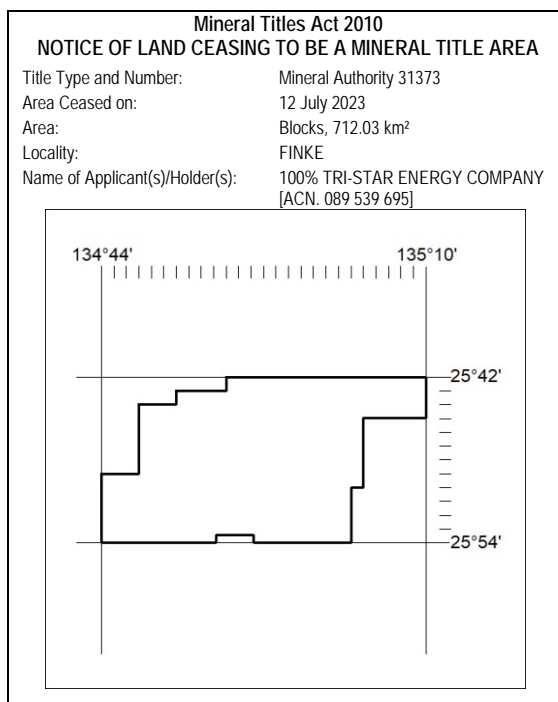 Mineral Titles Act 2010
NOTICE OF LAND CEASING TO BE A MINERAL TITLE AREA
Title Type and Number: Mineral Authority 31373
Area Ceased on: 12 July 2023
Area: Blocks, 712.03 km²
Locality: FINKE
Name of Applicant(s)/Holder(s): 100% TRI-STAR ENERGY COMPANY
[ACN. 089 539 695]
134°44' 135°10'
25°42'
25°54'